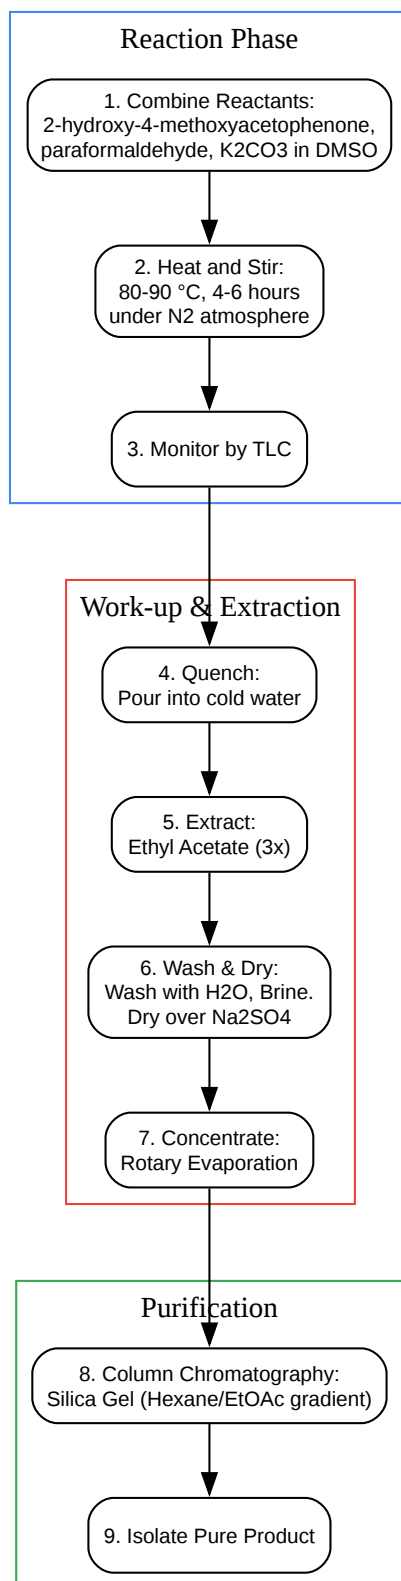 Reaction Phase
1. Combine Reactants:
2-hydroxy-4-methoxyacetophenone,
paraformaldehyde, K2CO3 in DMSO
2. Heat and Stir:
80-90 °C, 4-6 hours
under N2 atmosphere
3. Monitor by TLC
Work-up & Extraction
4. Quench:
Pour into cold water
5. Extract:
Ethyl Acetate (3x)
6. Wash & Dry:
Wash with H2O, Brine.
Dry over Na2SO4
7. Concentrate:
Rotary Evaporation
Purification
8. Column Chromatography:
Silica Gel (Hexane/EtOAc gradient)
9. Isolate Pure Product